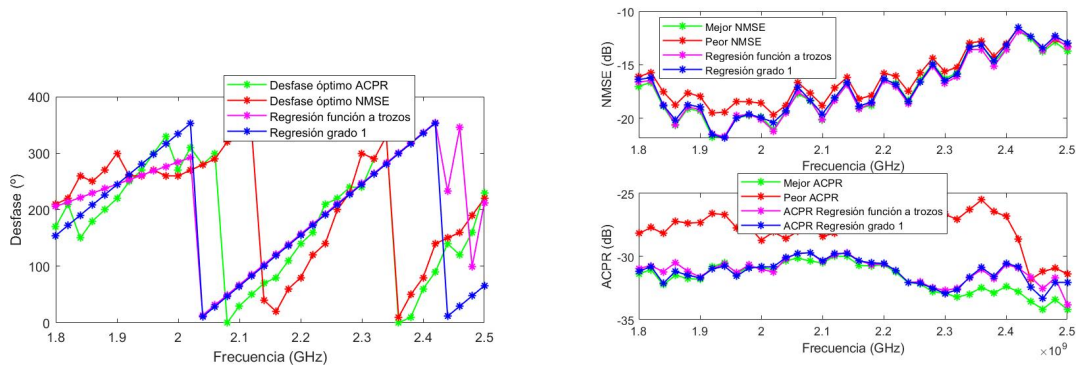 400
300
200
100
0
Desfase (º)
Desfase óptimo ACPR
Desfase óptimo NMSE
Regresión función a trozos
Regresión grado 1
1.8 1.9 2 2.1 2.2 2.3 2.4 2.5
Frecuencia (GHz)
-10
-15
-20
NMSE (dB)
Mejor NMSE
Peor NMSE
Regresión función a trozos
Regresión grado 1
1.8 1.9 2 2.1 2.2 2.3 2.4 2.5
Frecuencia (GHz)
-25
-30
-35
ACPR (dB)
Mejor ACPR
Peor ACPR
ACPR Regresión función a trozos
ACPR Regresión grado 1
1.8 1.9 2 2.1 2.2 2.3 2.4 2.5
Frecuencia (GHz)
×10⁹